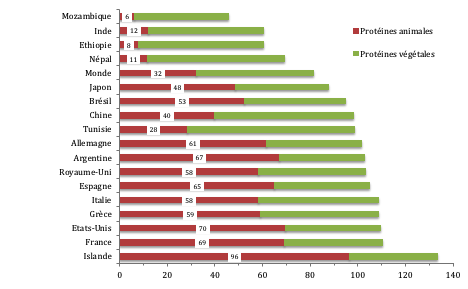 Mozambique 6
Inde 12
Ethiopie 8
Népal 11
Monde 32
Japon 48
Brésil 53
Chine 40
Tunisie 28
Allemagne 61
Argentine 67
Royaume-Uni 58
Espagne 65
Italie 58
Grèce 59
Etats-Unis 70
France 69
Islande 96
0 20 40 60 80 100 120 140
Protéines animales
Protéines végétales